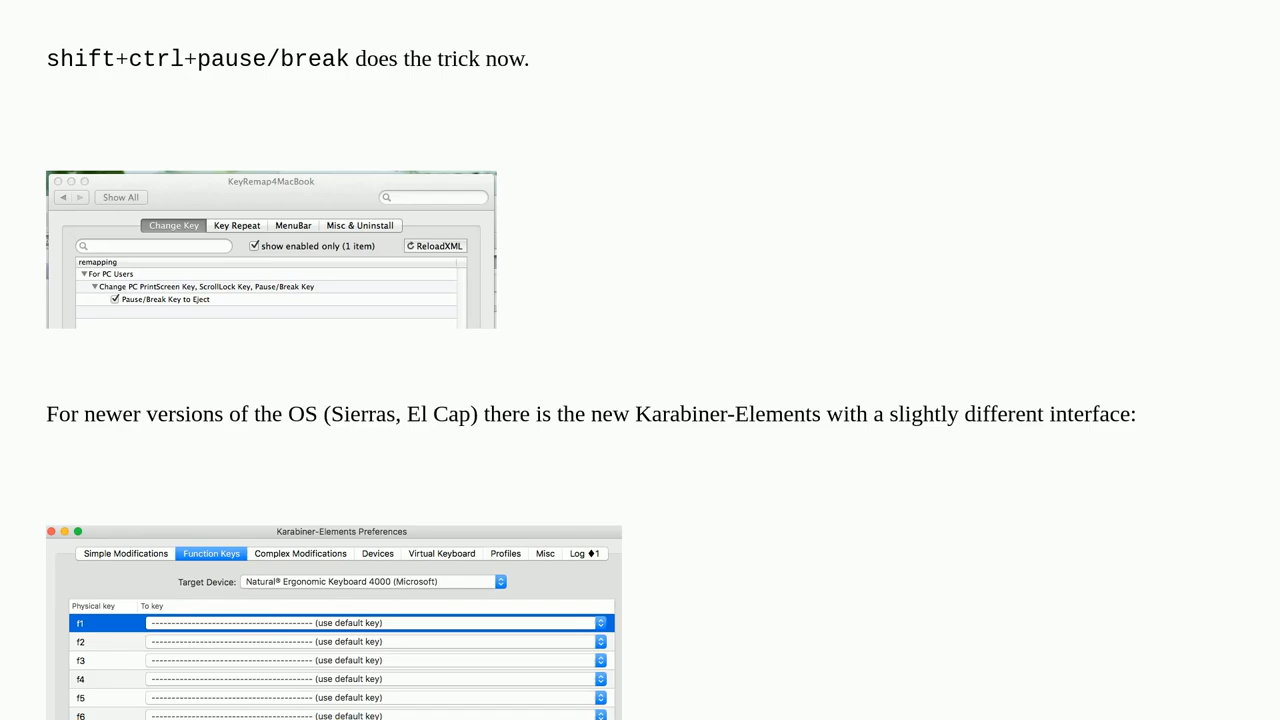 shift+ctrl+pause/break does the trick now.
KeyRemap4MacBook
Show All
Change Key Key Repeat MenuBar Misc & Uninstall
show enabled only (1 item) ReloadXML
remapping
For PC Users
Change PC PrintScreen Key, ScrollLock Key, Pause/Break Key
Pause/Break Key to Eject
For newer versions of the OS (Sierras, El Cap) there is the new Karabiner-Elements with a slightly different interface:
Karabiner-Elements Preferences
Simple Modifications Function Keys Complex Modifications Devices Virtual Keyboard Profiles Misc Log ♦1
Target Device: Natural® Ergonomic Keyboard 4000 (Microsoft)
Physical key To key
f1 ---------------------------------------- (use default key)
f2 ---------------------------------------- (use default key)
f3 ---------------------------------------- (use default key)
f4 ---------------------------------------- (use default key)
f5 ---------------------------------------- (use default key)
f6 ---------------------------------------- (use default key)